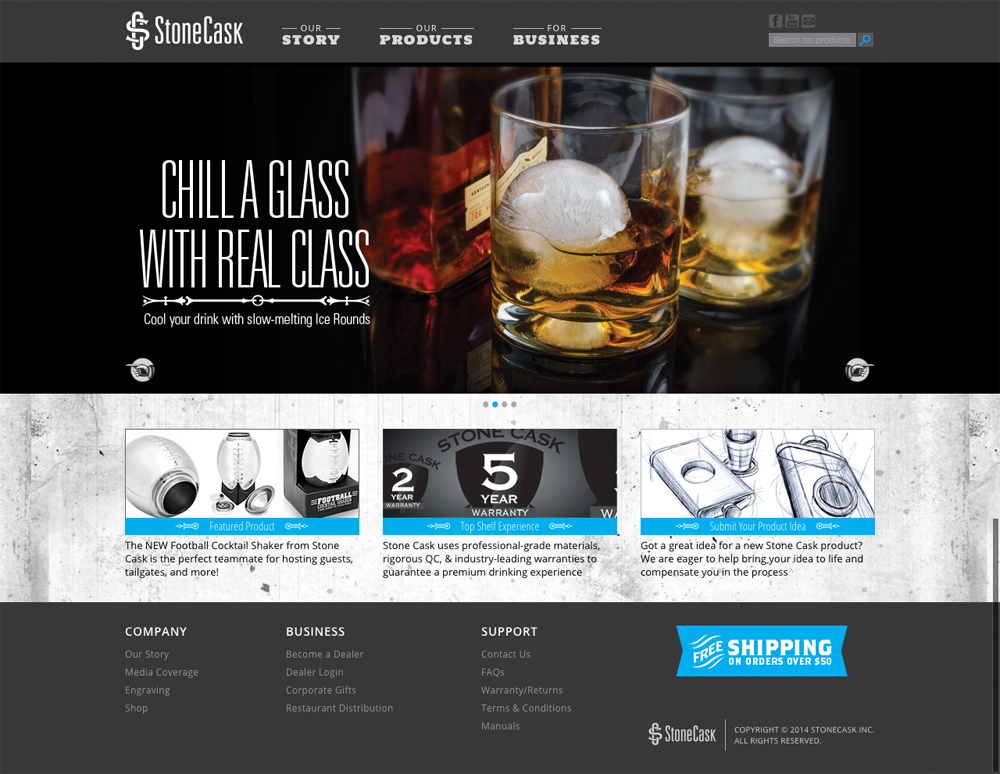 StoneCask
OUR
STORY
OUR
PRODUCTS
FOR
BUSINESS
Search for products
CHILL A GLASS
WITH REAL CLASS
Cool your drink with slow-melting Ice Rounds
FOOTBALL
COCKTAIL SHAKER
Featured Product
The NEW Football Cocktail Shaker from Stone
Cask is the perfect teammate for hosting guests,
tailgates, and more!
STONE CASK
2
YEAR
WARRANTY
5
YEAR
WARRANTY
Top Shelf Experience
Stone Cask uses professional-grade materials,
rigorous QC, & industry-leading warranties to
guarantee a premium drinking experience
Submit Your Product Idea
Got a great idea for a new Stone Cask product?
We are eager to help bring your idea to life and
compensate you in the process
COMPANY
Our Story
Media Coverage
Engraving
Shop
BUSINESS
Become a Dealer
Dealer Login
Corporate Gifts
Restaurant Distribution
SUPPORT
Contact Us
FAQs
Warranty/Returns
Terms & Conditions
Manuals
FREE SHIPPING
ON ORDERS OVER $50
StoneCask
COPYRIGHT © 2014 STONECASK INC.
ALL RIGHTS RESERVED.